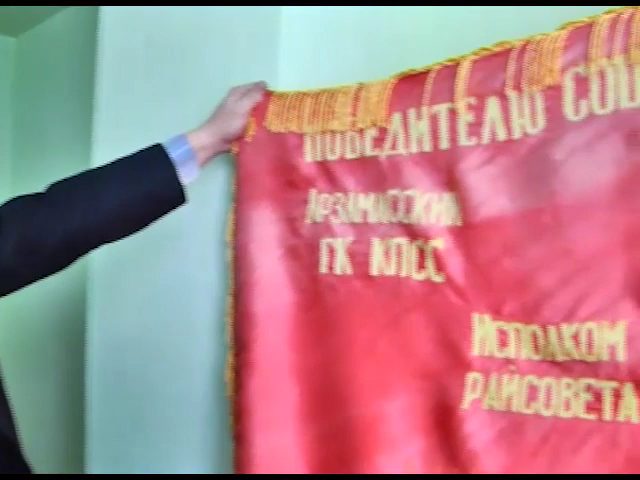 ПОБЕДИТЕЛЮ СОЦ
АРЗАМАССКИЙ
ГК КПСС
ИСПОЛКОМ
РАЙСОВЕТА